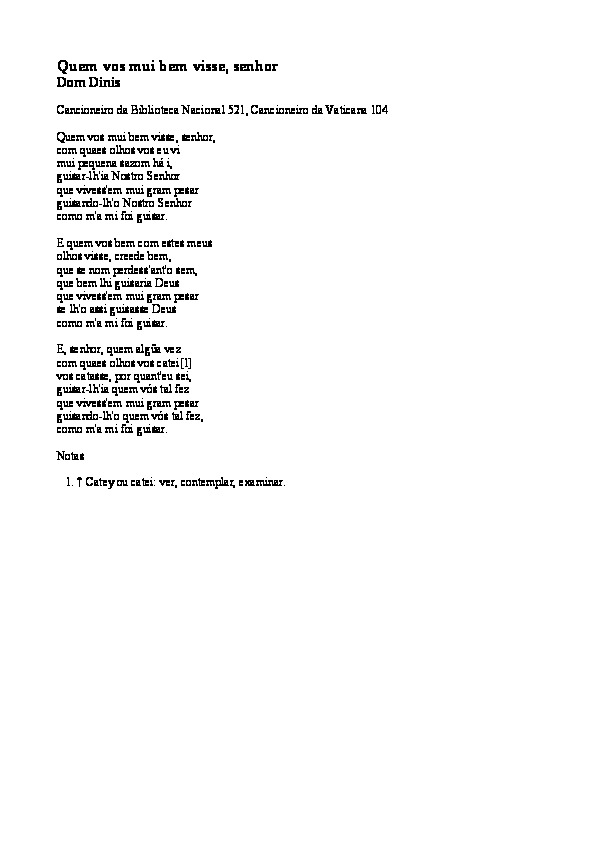 Quem vos mui bem visse, senhor
Dom Dinis
Cancioneiro da Biblioteca Nacional 521, Cancioneiro da Vaticana 104
Quem vos mui bem visse, senhor,
com quaes olhos vos eu vi
mui pequena sazom há i,
guisar-lh'ia Nostro Senhor
que vivess'em mui gram pesar
guisando-lh'o Nostro Senhor
como m'a mi foi guisar.
E quem vos bem com estes meus
olhos visse, creede bem,
que se nom perdess'ant'o sem,
que bem lhi guisaria Deus
que vivess'em mui gram pesar
se lh'o assi guisasse Deus
como m'a mi foi guisar.
E, senhor, quem algũa vez
com quaes olhos vos catei[1]
vos catasse, por quant'eu sei,
guisar-lh'ia quem vós tal fez
que vivess'em mui gram pesar
guisando-lh'o quem vós tal fez,
como m'a mi foi guisar.
Notas
1. ↑ Catey ou catei: ver, contemplar, examinar.